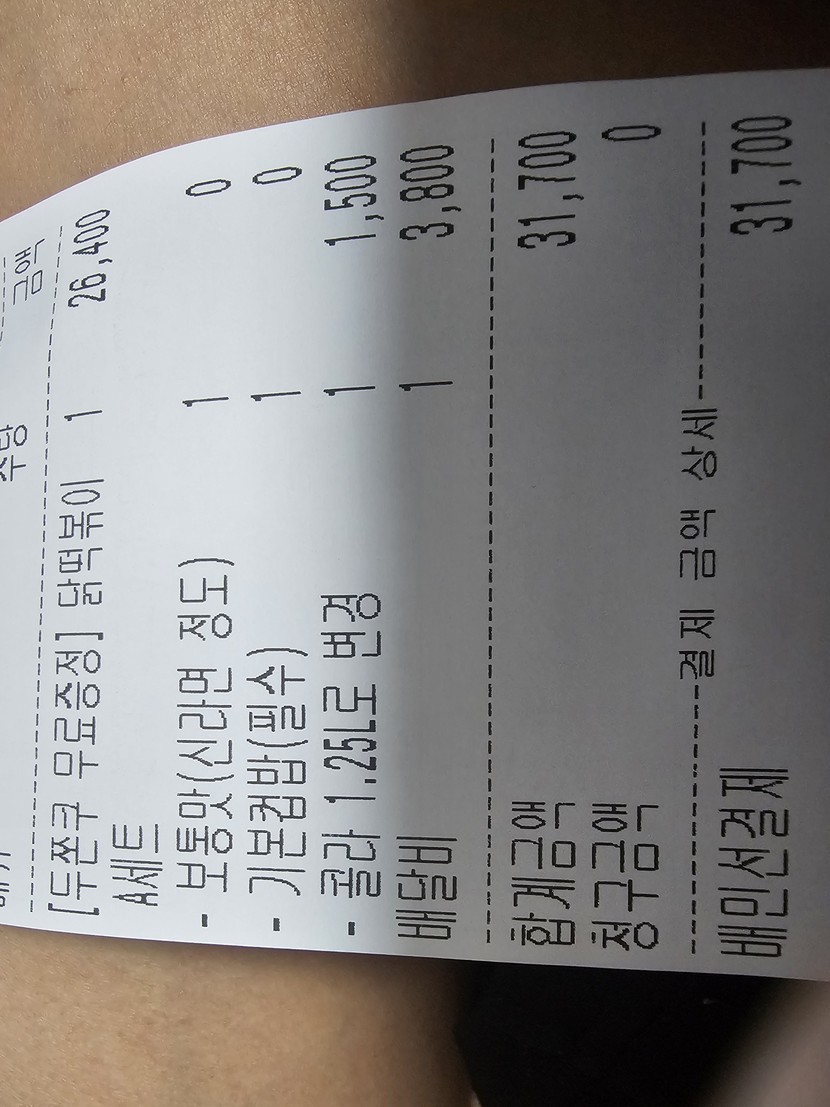 금액
[두쫀쿠 무료증정] 닭떡볶이 1 26,400
A세트
- 보통맛(신라면 정도) 1 0
- 기본컵밥(필수) 1 0
- 콜라 1.25L로 변경 1 1,500
배달비 1 3,800
합계금액 31,700
청구금액 0
결제 금액 상세
배민선결제 31,700